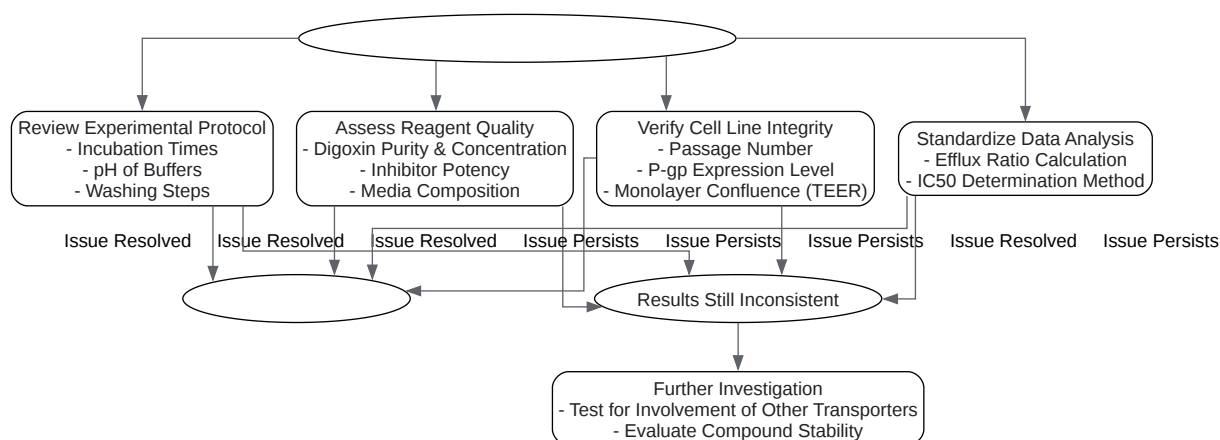 Review Experimental Protocol
- Incubation Times
- pH of Buffers
- Washing Steps
Assess Reagent Quality
- Digoxin Purity & Concentration
- Inhibitor Potency
- Media Composition
Verify Cell Line Integrity
- Passage Number
- P-gp Expression Level
- Monolayer Confluence (TEER)
Standardize Data Analysis
- Efflux Ratio Calculation
- IC50 Determination Method
Issue Resolved
Issue Resolved
Issue Resolved
Issue Persists
Issue Persists
Issue Persists
Issue Resolved
Issue Persists
Results Still Inconsistent
Further Investigation
- Test for Involvement of Other Transporters
- Evaluate Compound Stability